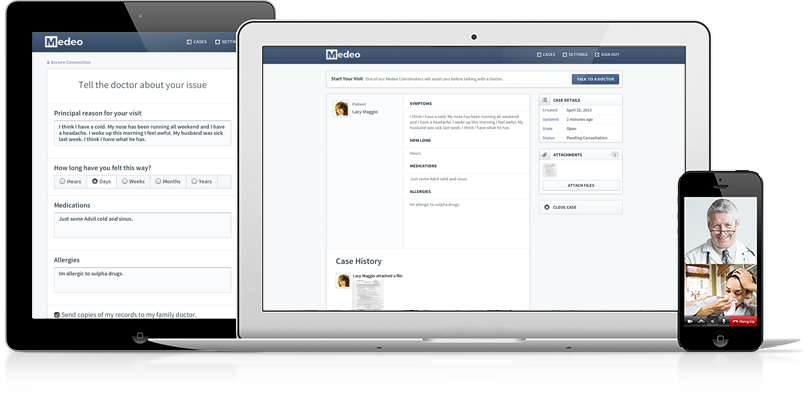 Medeo
CASES
SETTIN
Secure Connection
Tell the doctor about your issue
Principal reason for your visit
I think I have a cold. My nose has been running all weekend and I have
a headache. I woke up this morning I feel awful. My husband was sick
last week. I think I have what he has.
How long have you felt this way?
Hours Days Weeks Months Years
Medications
Just some Advil cold and sinus.
Allergies
Im allergic to sulpha drugs.
Send copies of my records to my family doctor.
Medeo
CASES SETTINGS SIGN OUT
Start Your Visit One of our Medeo Coordinators will assist you before talking with a Doctor.
TALK TO A DOCTOR
Patient
Lacy Maggio
SYMPTOMS
I think I have a cold. My nose has been running all weekend
and I have a headache. I woke up this morning I feel awful. My
husband was sick last week. I think I have what he has.
HOW LONG
Hours
MEDICATIONS
Just some Advil cold and sinus.
ALLERGIES
Im allergic to sulpha drugs.
CASE DETAILS
Created April 25, 2013
Updated 2 minutes ago
State Open
Status Pending Consultation
ATTACHMENTS
ATTACH FILES
CLOSE CASE
Case History
Lacy Maggio attached a file:
Hang Up